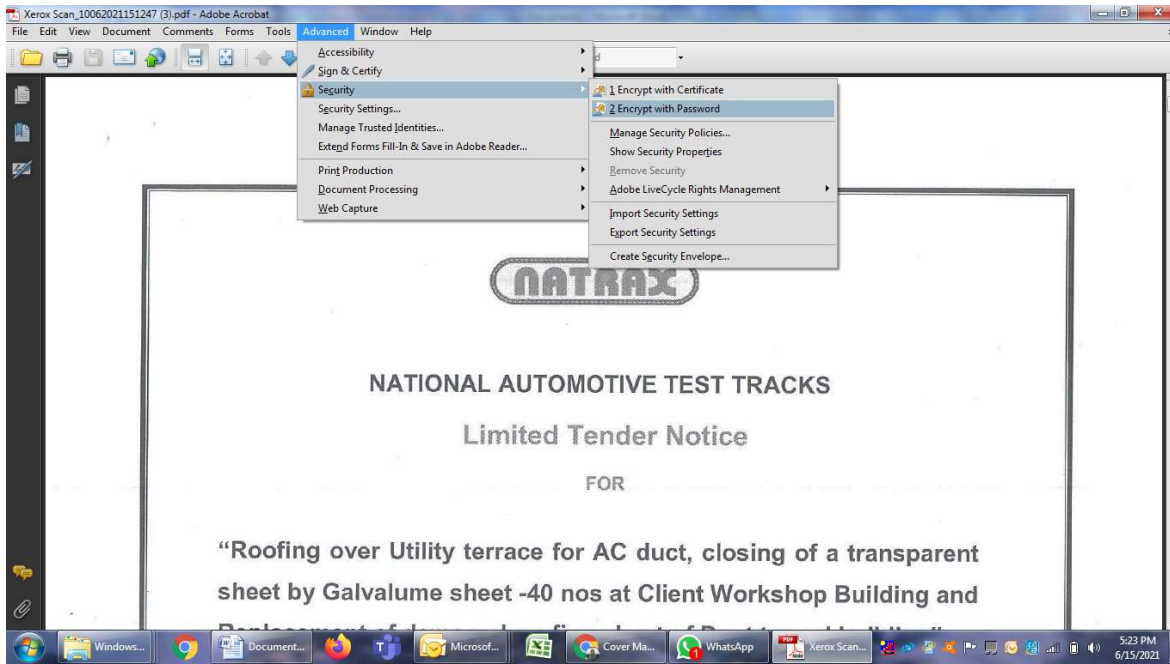 Xerox Scan_10062021151247 (3).pdf - Adobe Acrobat
File Edit View Document Comments Forms Tools Advanced Window Help
Accessibility
Sign & Certify
Security
Security Settings...
Manage Trusted Identities...
Extend Forms Fill-In & Save in Adobe Reader...
Print Production
Document Processing
Web Capture
1 Encrypt with Certificate
2 Encrypt with Password
Manage Security Policies...
Show Security Properties
Remove Security
Adobe LiveCycle Rights Management
Import Security Settings
Export Security Settings
Create Security Envelope...
NATRAX
NATIONAL AUTOMOTIVE TEST TRACKS
Limited Tender Notice
FOR
“Roofing over Utility terrace for AC duct, closing of a transparent
sheet by Galvalume sheet -40 nos at Client Workshop Building and
Windows... Document... Microsof... Cover Ma... WhatsApp Xerox Scan...
5:23 PM
6/15/2021